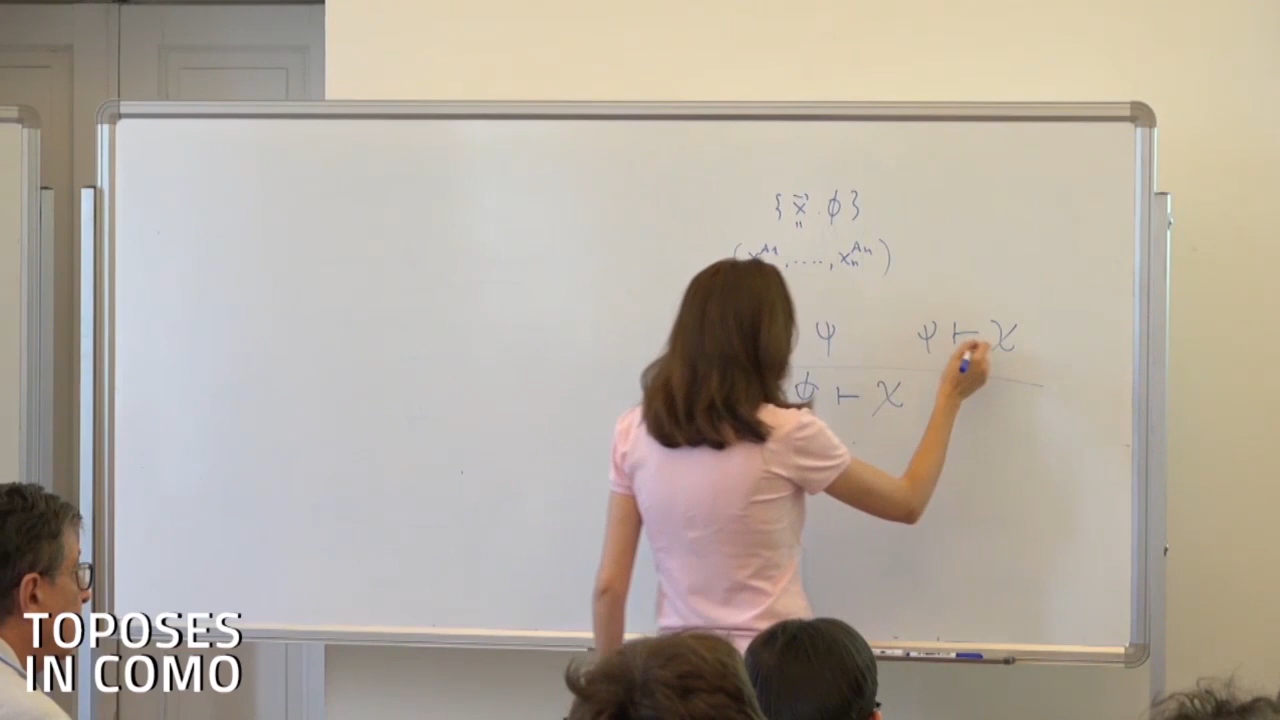 { x⃗ . ϕ }
"
(x₁^A₁, ...., xₙ^Aₙ)
ψ ψ ⊢ χ
ϕ ⊢ χ
TOPOSES
IN COMO